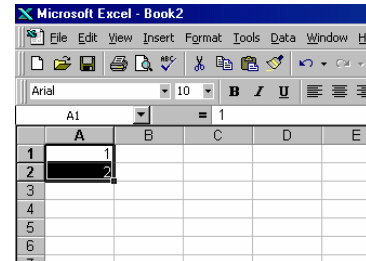 Microsoft Excel - Book2
File Edit View Insert Format Tools Data Window H
ABC
Arial 10 B I U
A1 = 1
A B C D E
1 1
2 2
3
4
5
6